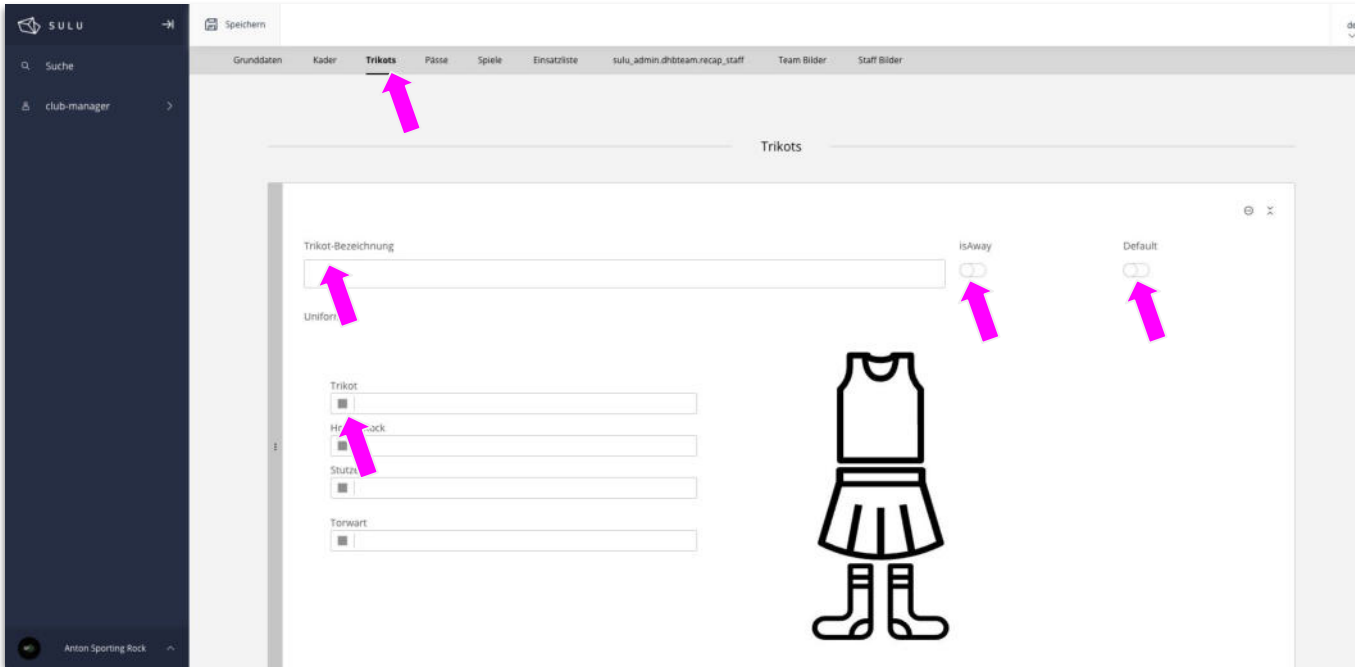 SULU
Speichern
de
Suche
club-manager
Grunddaten Kader Trikots Pässe Spiele Einsatzliste sulu_admin.dhbteam.recap_staff Team Bilder Staff Bilder
Trikots
Trikot-Bezeichnung isAway Default
Trikot
Torwart
Anton Sporting Rock